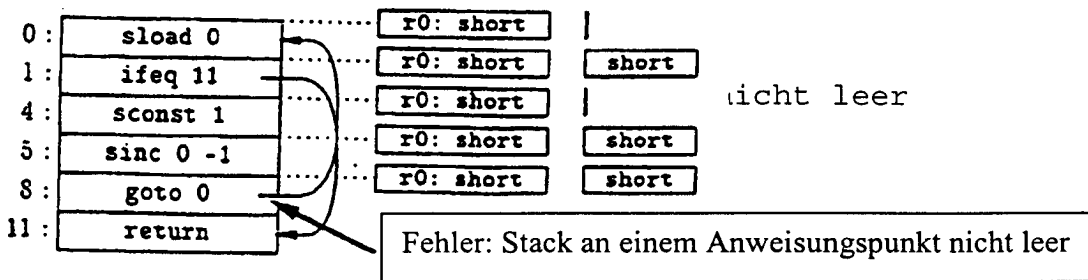 0: sload 0 r0: short
1: ifeq 11 r0: short short
4: sconst 1 r0: short
5: sinc 0 -1 r0: short short
8: goto 0 r0: short short
11: return
icht leer
Fehler: Stack an einem Anweisungspunkt nicht leer